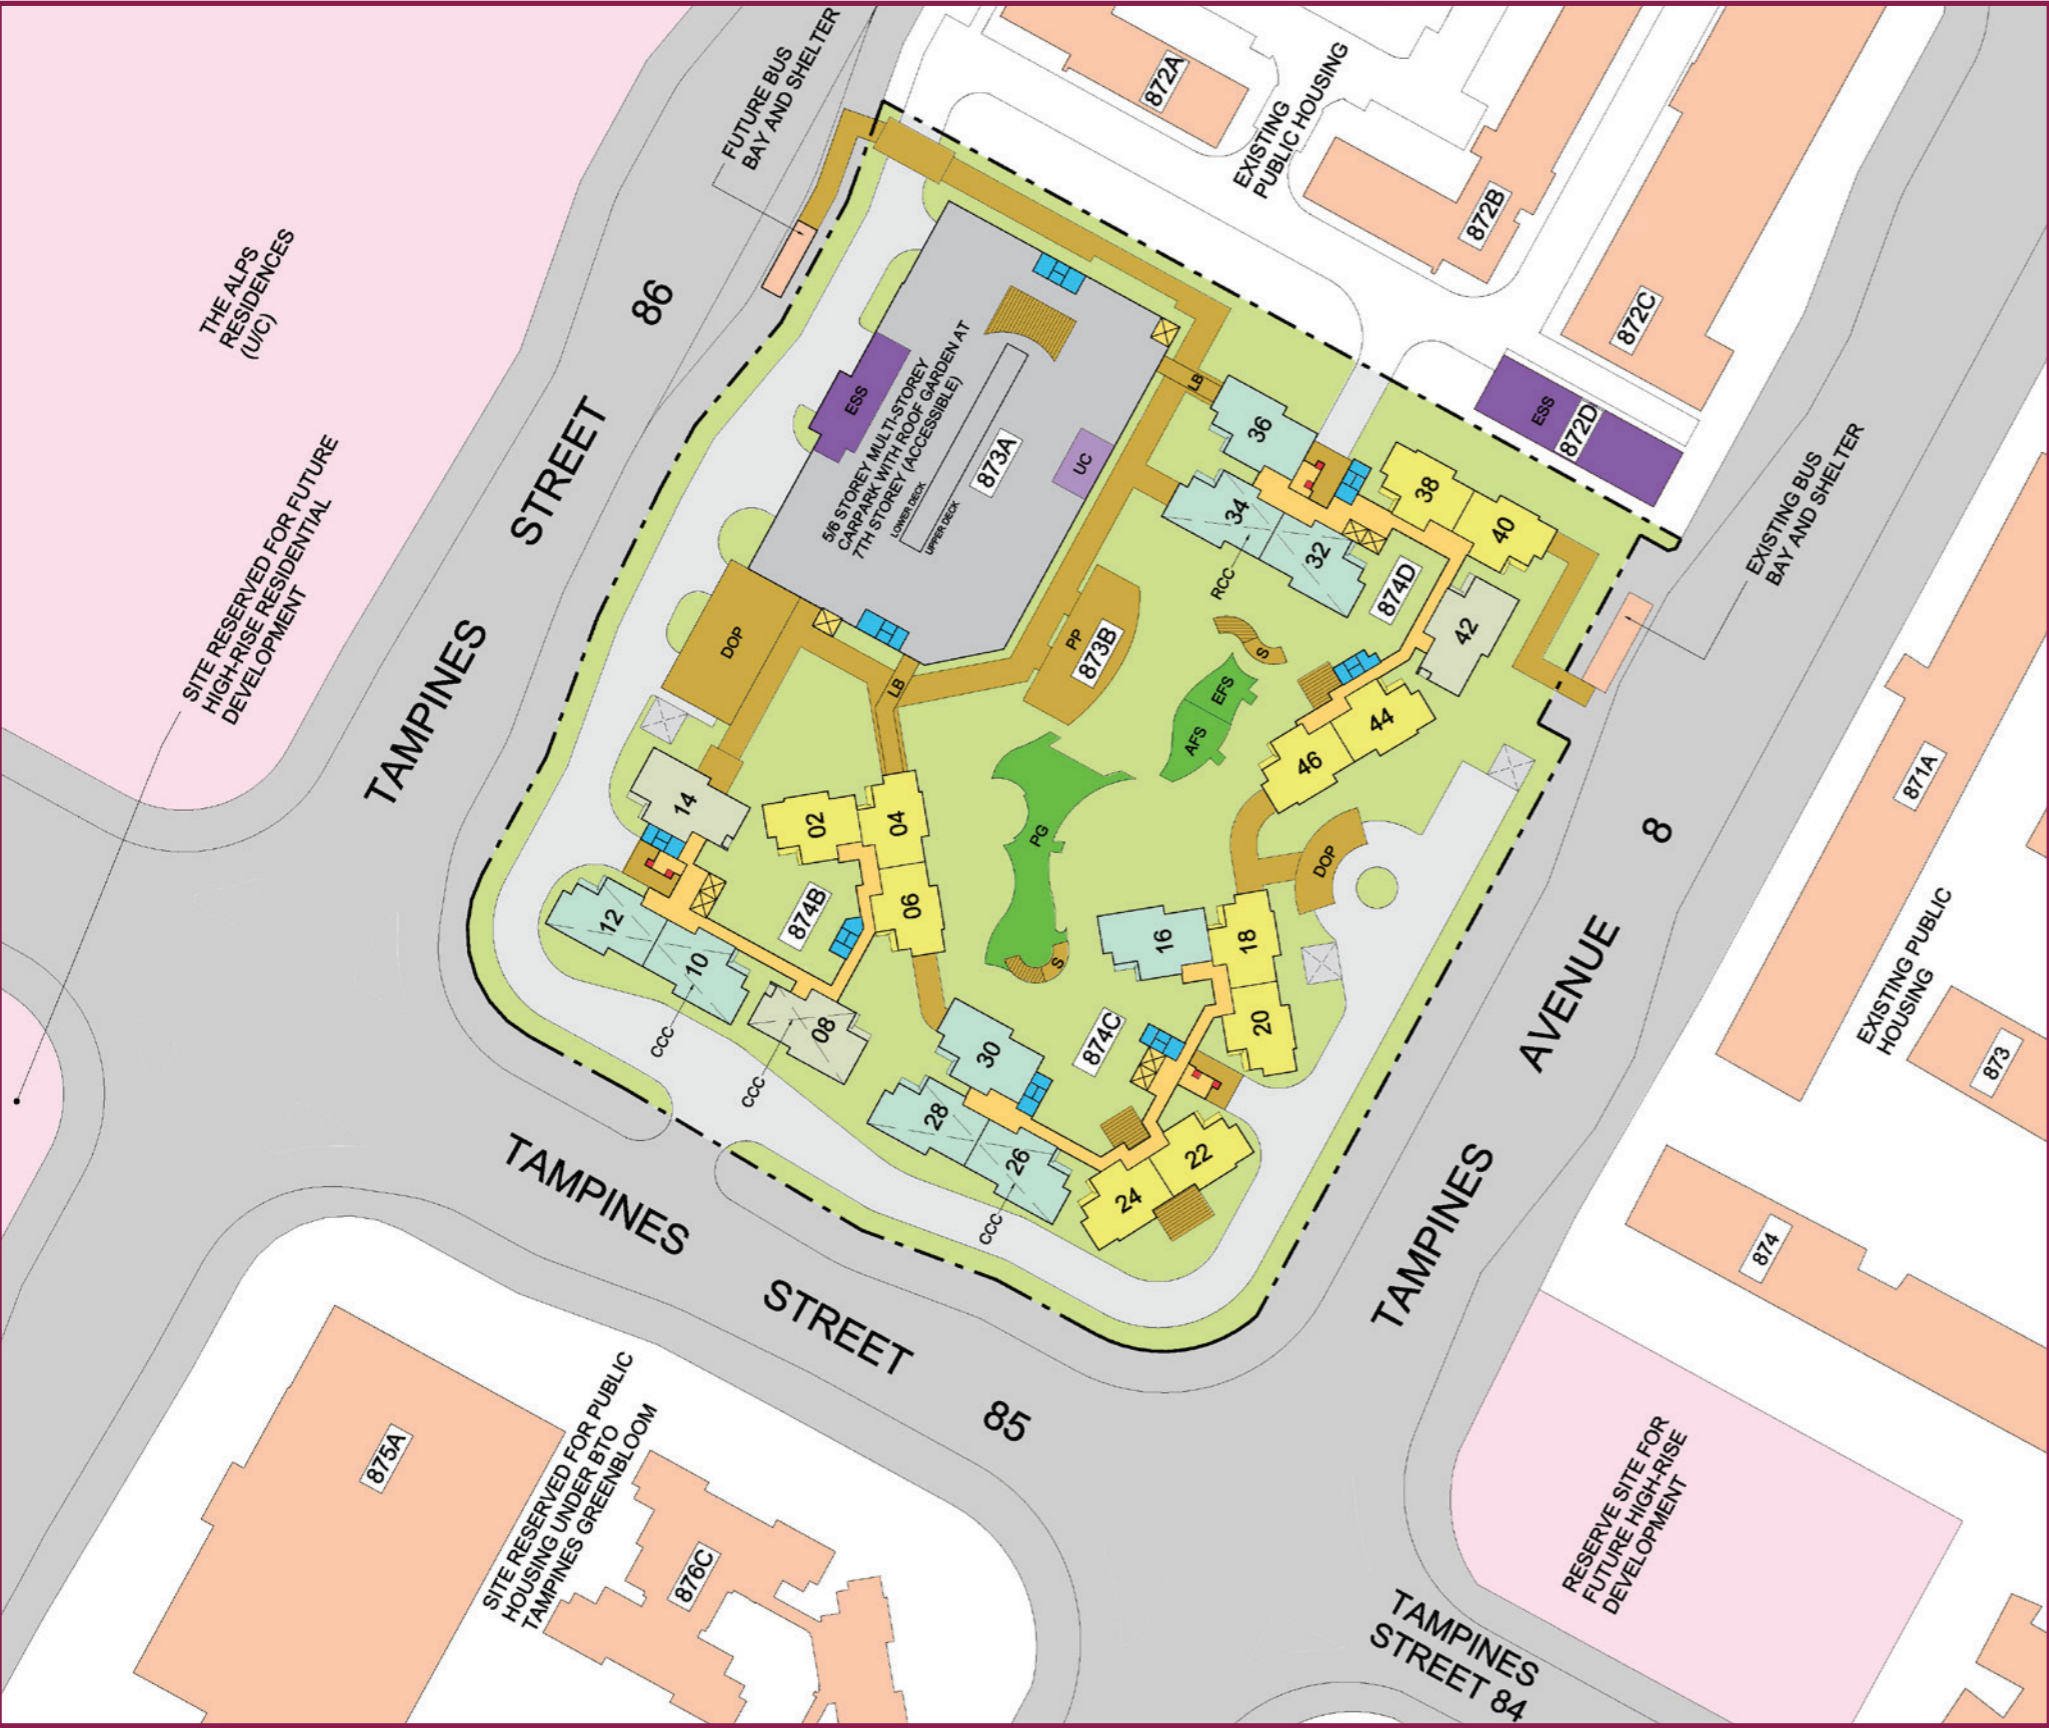 FUTURE BUS
BAY AND SHELTER
872A
EXISTING
PUBLIC HOUSING
872B
872C
THE ALPS
RESIDENCES
(U/C)
86
STREET
TAMPINES
SITE RESERVED FOR FUTURE
HIGH-RISE RESIDENTIAL
DEVELOPMENT
ESS
5/6 STOREY MULTI-STOREY
CARPARK WITH ROOF GARDEN AT
7TH STOREY (ACCESSIBLE)
LOWER DECK
UPPER DECK
873A
UC
LB
36
34
32
RCC
38
40
874D
42
44
46
ESS
872D
EXISTING BUS
BAY AND SHELTER
DOP
LB
PP
873B
S
EFS
AFS
PG
S
14
02
04
06
874B
12
10
08
CCC
CCC
DOP
16
18
20
874C
30
28
26
CCC
22
24
871A
8
AVENUE
TAMPINES
EXISTING PUBLIC
HOUSING
873
874
TAMPINES
STREET
85
875A
SITE RESERVED FOR PUBLIC
HOUSING UNDER BTO
TAMPINES GREENBLOOM
876C
RESERVE SITE FOR
FUTURE HIGH-RISE
DEVELOPMENT
TAMPINES
STREET 84